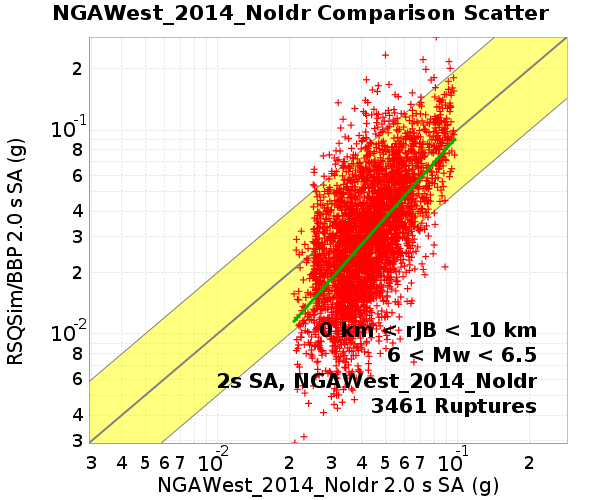 NGAWest_2014_NoIdr Comparison Scatter
RSQSim/BBP 2.0 s SA (g)
2
10-1
8
6
4
3
2
10-2
8
6
4
3
0 km < rJB < 10 km
6 < Mw < 6.5
2s SA, NGAWest_2014_NoIdr
3461 Ruptures
3 4 5 6 7 10-2 2 3 4 5 6 7 10-1 2
NGAWest_2014_NoIdr 2.0 s SA (g)